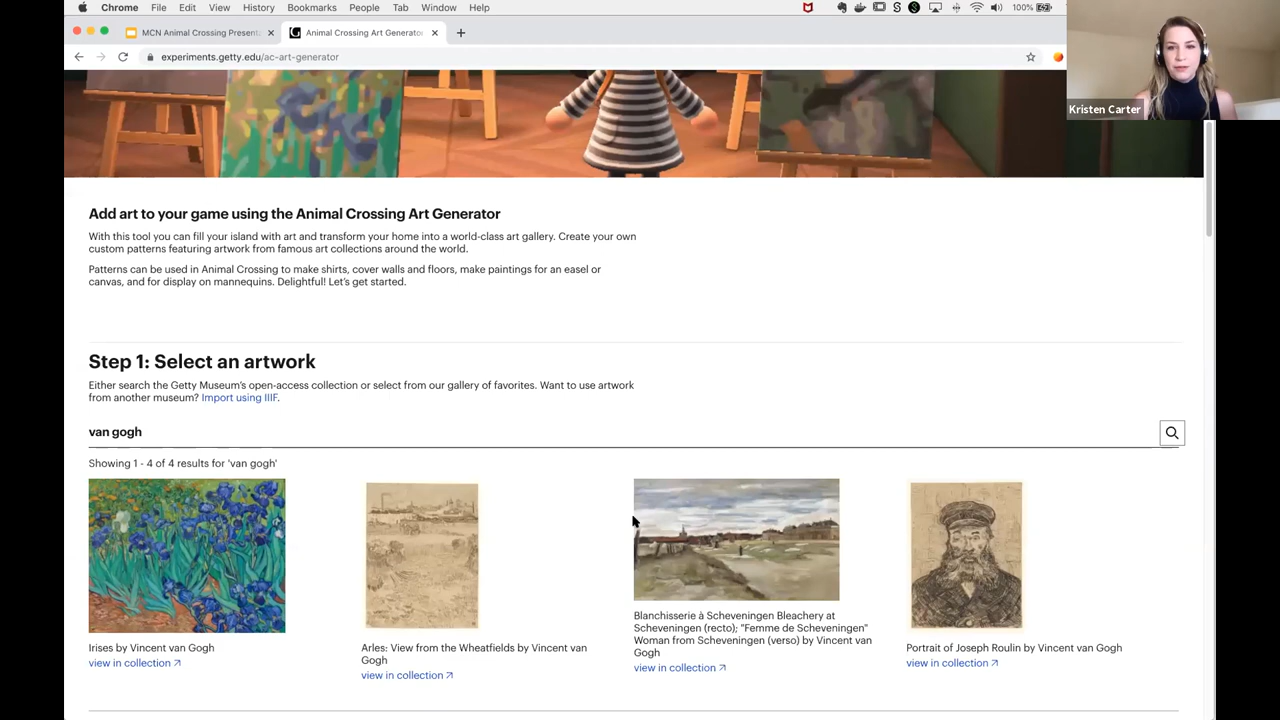 Chrome File Edit View History Bookmarks People Tab Window Help 100%
MCN Animal Crossing Present Animal Crossing Art Generator
experiments.getty.edu/ac-art-generator
Kristen Carter
Add art to your game using the Animal Crossing Art Generator
With this tool you can fill your island with art and transform your home into a world-class art gallery. Create your own
custom patterns featuring artwork from famous art collections around the world.
Patterns can be used in Animal Crossing to make shirts, cover walls and floors, make paintings for an easel or
canvas, and for display on mannequins. Delightful! Let's get started.
Step 1: Select an artwork
Either search the Getty Museum's open-access collection or select from our gallery of favorites. Want to use artwork
from another museum? Import using IIIF.
van gogh
Showing 1 - 4 of 4 results for 'van gogh'
Irises by Vincent van Gogh
view in collection ↗
Arles: View from the Wheatfields by Vincent van
Gogh
view in collection ↗
Blanchisserie à Scheveningen Bleachery at
Scheveningen (recto); "Femme de Scheveningen"
Woman from Scheveningen (verso) by Vincent van
Gogh
view in collection ↗
Portrait of Joseph Roulin by Vincent van Gogh
view in collection ↗